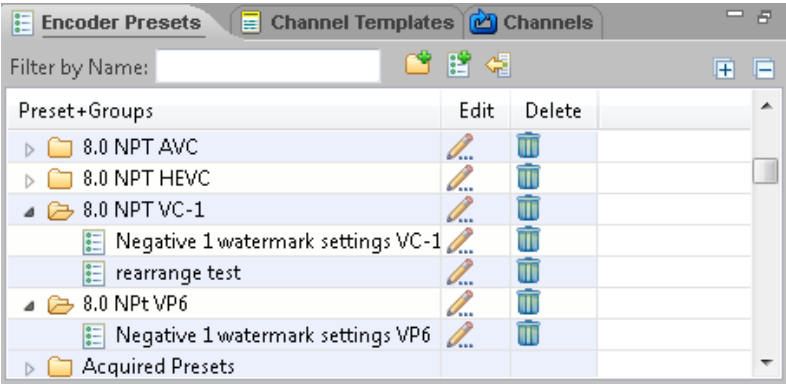 Encoder Presets Channel Templates Channels
Filter by Name:
Preset+Groups Edit Delete
8.0 NPT AVC
8.0 NPT HEVC
8.0 NPT VC-1
Negative 1 watermark settings VC-1
rearrange test
8.0 NPt VP6
Negative 1 watermark settings VP6
Acquired Presets